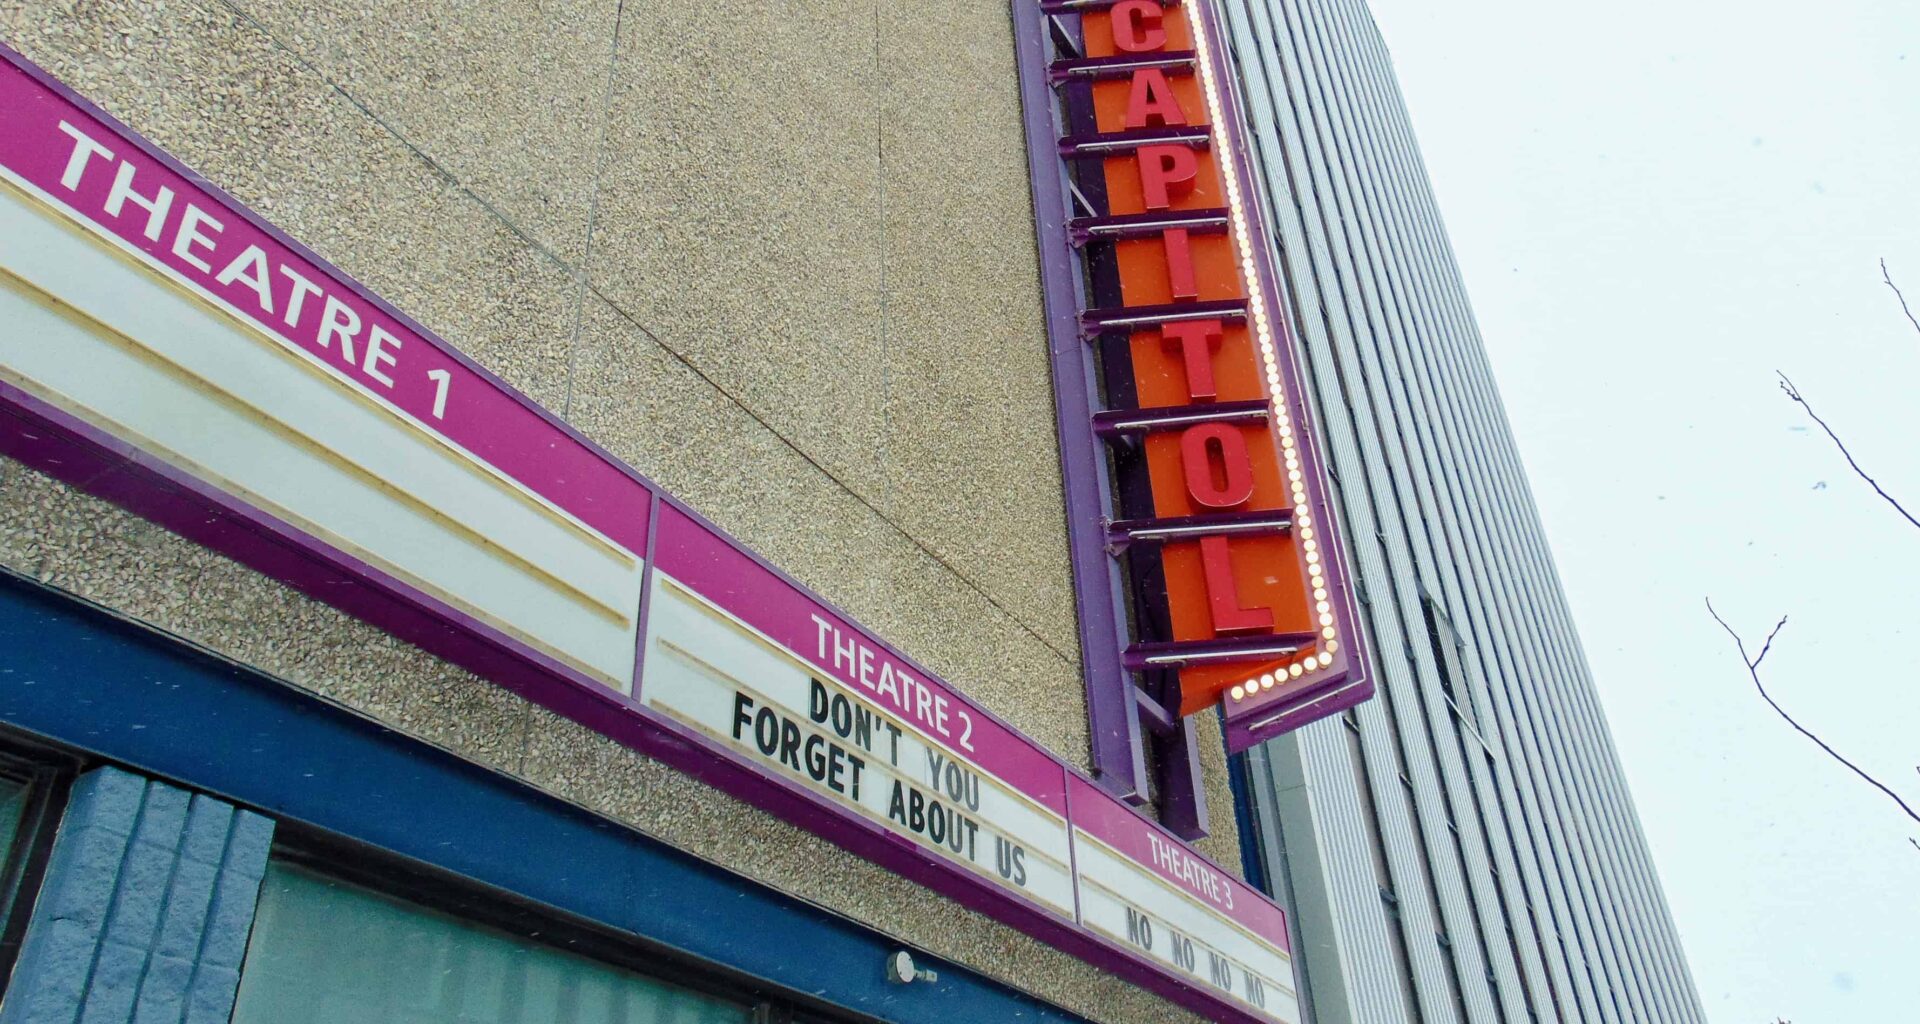 CAPITOL
THEATRE 1
THEATRE 2
DON'T YOU
FORGET ABOUT US
THEATRE 3
NO NO NO NO